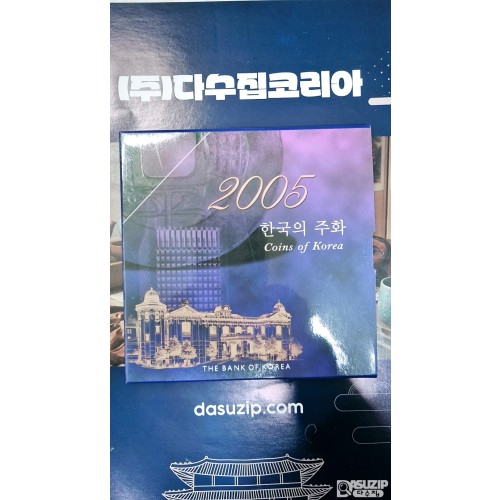 (주)다수집코리아
2005
한국의 주화
Coins of Korea
THE BANK OF KOREA
dasuzip.com
DASUZIP
다수집